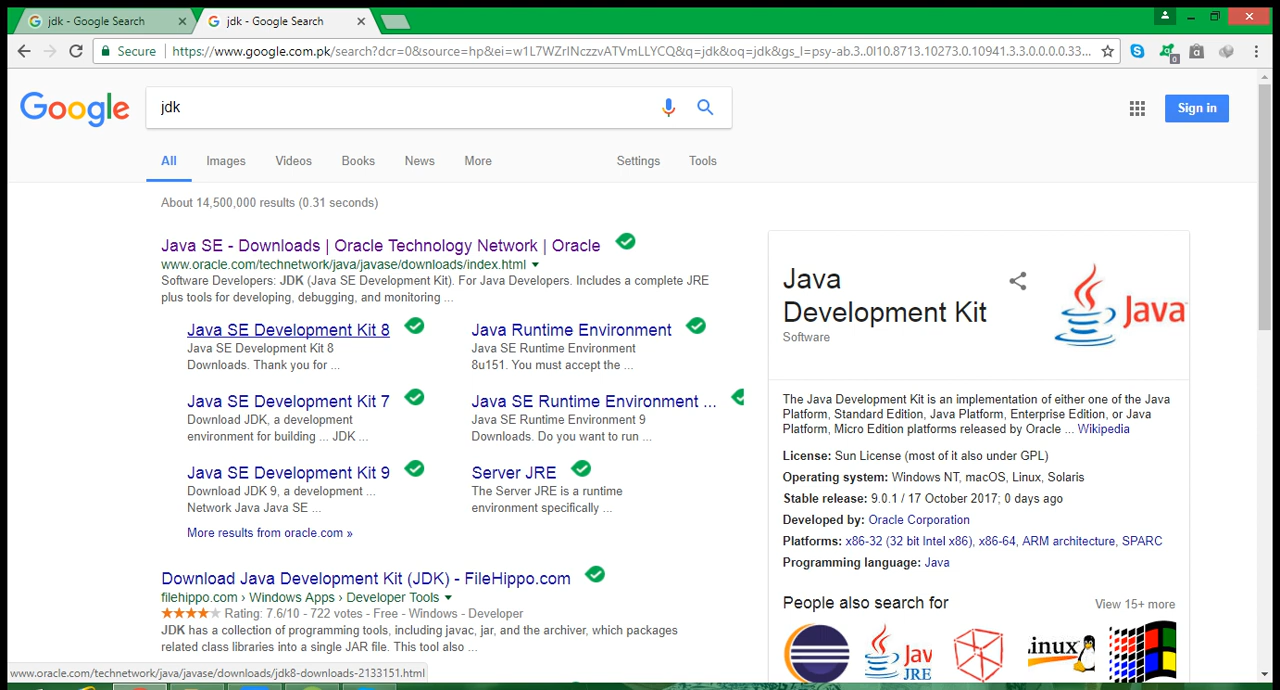 jdk - Google Search
jdk - Google Search
Secure
https://www.google.com.pk/search?dcr=0&source=hp&ei=w1L7WZrINczzvATVmLLYCQ&q=jdk&oq=jdk&gs_l=psy-ab.3..0l10.8713.10273.0.10941.3.3.0.0.0.0.33...
Google
jdk
Sign in
All Images Videos Books News More Settings Tools
About 14,500,000 results (0.31 seconds)
Java SE - Downloads | Oracle Technology Network | Oracle
www.oracle.com/technetwork/java/javase/downloads/index.html
Software Developers: JDK (Java SE Development Kit). For Java Developers. Includes a complete JRE
plus tools for developing, debugging, and monitoring ...
Java SE Development Kit 8
Java SE Development Kit 8
Downloads. Thank you for ...
Java Runtime Environment
Java SE Runtime Environment
8u151. You must accept the ...
Java SE Development Kit 7
Download JDK, a development
environment for building ... JDK ...
Java SE Runtime Environment ...
Java SE Runtime Environment 9
Downloads. Do you want to run ...
Java SE Development Kit 9
Download JDK 9, a development ...
Network Java Java SE ...
Server JRE
The Server JRE is a runtime
environment specifically ...
More results from oracle.com »
Download Java Development Kit (JDK) - FileHippo.com
filehippo.com › Windows Apps › Developer Tools
Rating: 7.6/10 - 722 votes - Free - Windows - Developer
JDK has a collection of programming tools, including javac, jar, and the archiver, which packages
related class libraries into a single JAR file. This tool also ...
www.oracle.com/technetwork/java/javase/downloads/jdk8-downloads-2133151.html
Java
Development Kit
Software
Java
The Java Development Kit is an implementation of either one of the Java
Platform, Standard Edition, Java Platform, Enterprise Edition, or Java
Platform, Micro Edition platforms released by Oracle ... Wikipedia
License: Sun License (most of it also under GPL)
Operating system: Windows NT, macOS, Linux, Solaris
Stable release: 9.0.1 / 17 October 2017; 0 days ago
Developed by: Oracle Corporation
Platforms: x86-32 (32 bit Intel x86), x86-64, ARM architecture, SPARC
Programming language: Java
People also search for
View 15+ more
Jav
JRE
inux